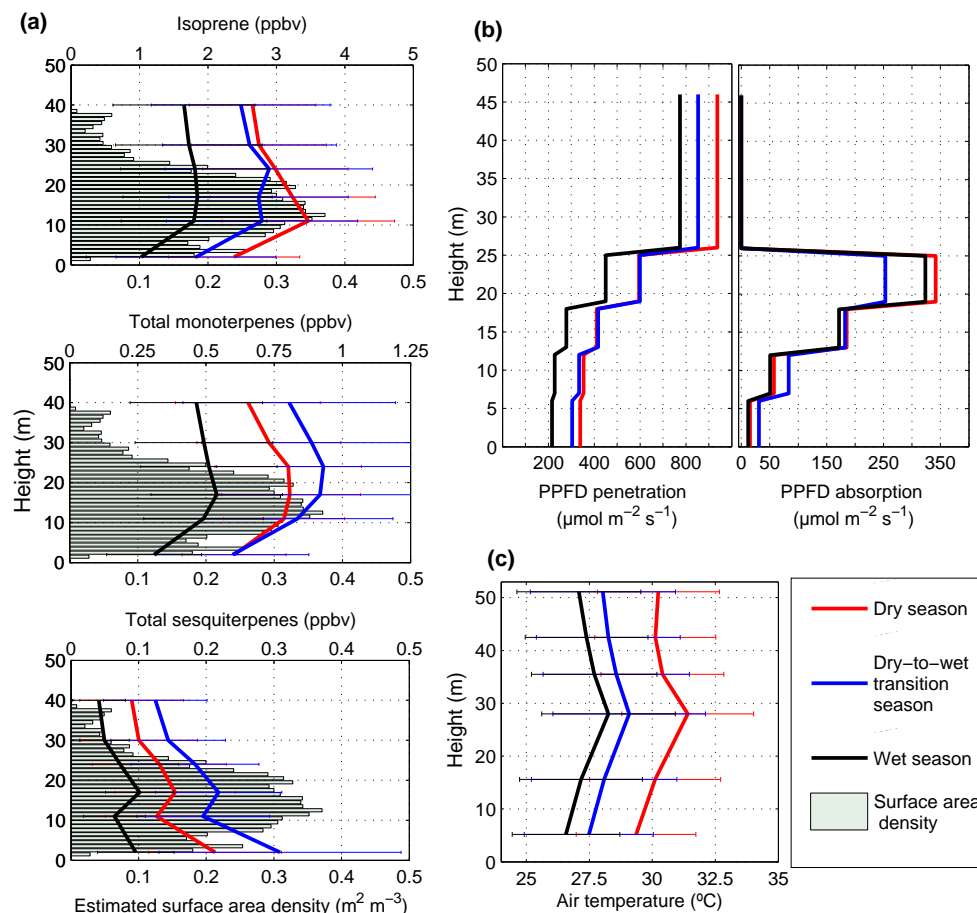 (a)
Isoprene (ppbv)
0 1 2 3 4 5
50
40
30
20
10
0
0.1 0.2 0.3 0.4 0.5
Total monoterpenes (ppbv)
0 0.25 0.5 0.75 1 1.25
50
40
30
20
10
0
Height (m)
0.1 0.2 0.3 0.4 0.5
Total sesquiterpenes (ppbv)
0 0.1 0.2 0.3 0.4 0.5
50
40
30
20
10
0
0 0.1 0.2 0.3 0.4 0.5
Estimated surface area density (m² m⁻³)
(b)
Height (m)
50
45
40
35
30
25
20
15
10
5
0
200 400 600 800
PPFD penetration
(µmol m⁻² s⁻¹)
0 50 150 250 350
PPFD absorption
(µmol m⁻² s⁻¹)
(c)
Height (m)
50
40
30
20
10
0
25 27.5 30 32.5 35
Air temperature (ºC)
Dry season
Dry−to−wet
transition
season
Wet season
Surface area
density